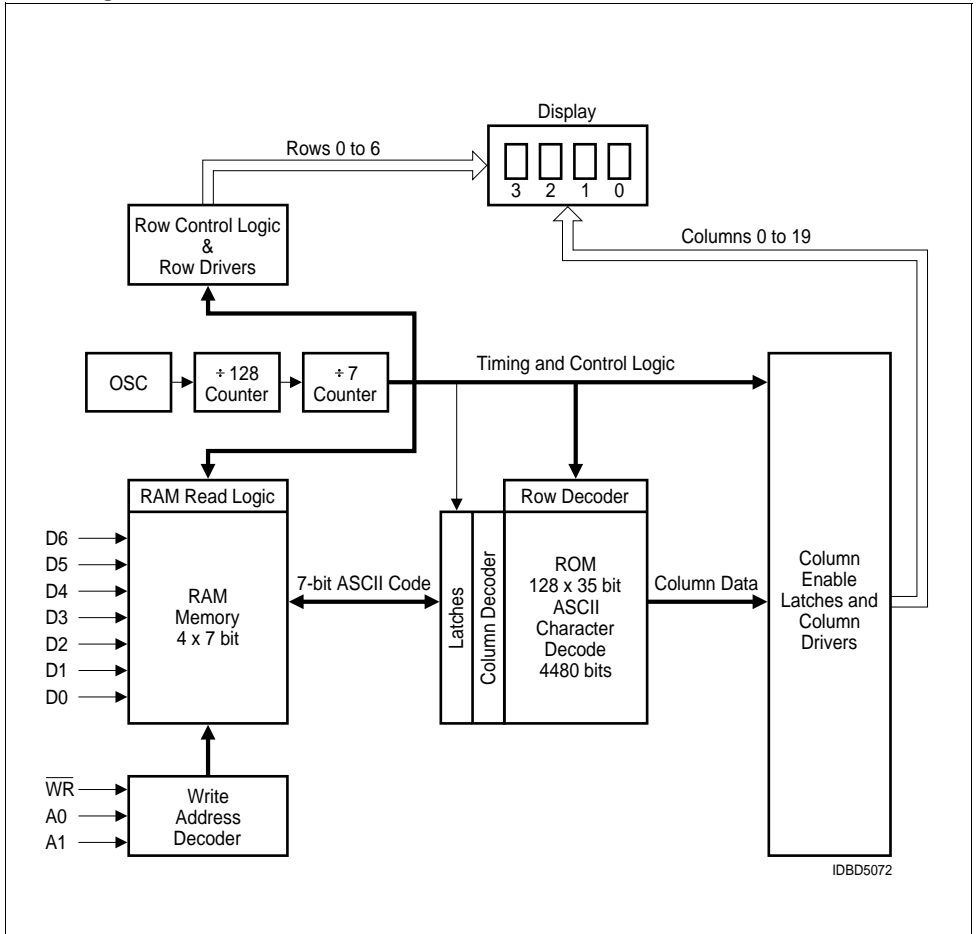 Display
3 2 1 0
Rows 0 to 6
Row Control Logic
&
Row Drivers
Columns 0 to 19
OSC
÷ 128
Counter
÷ 7
Counter
Timing and Control Logic
RAM Read Logic
RAM
Memory
4 x 7 bit
D6
D5
D4
D3
D2
D1
D0
7-bit ASCII Code
Latches
Column Decoder
Row Decoder
ROM
128 x 35 bit
ASCII
Character
Decode
4480 bits
Column Data
Column
Enable
Latches and
Column
Drivers
W̅R̅
A0
A1
Write
Address
Decoder
IDBD5072